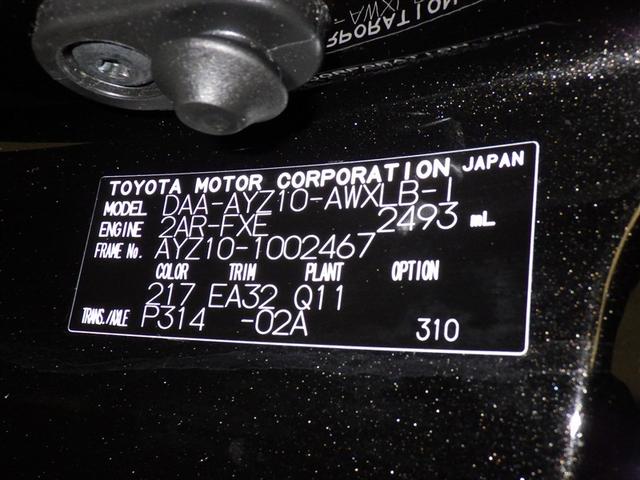 TOYOTA MOTOR CORPORATION JAPAN
MODEL DAA-AYZ10-AWXLB-1
ENGINE 2AR-FXE 2493 mL
FRAME No. AYZ10-1002467
COLOR TRIM PLANT OPTION
217 EA32 Q11
TRANS./AXLE P314 -02A 310